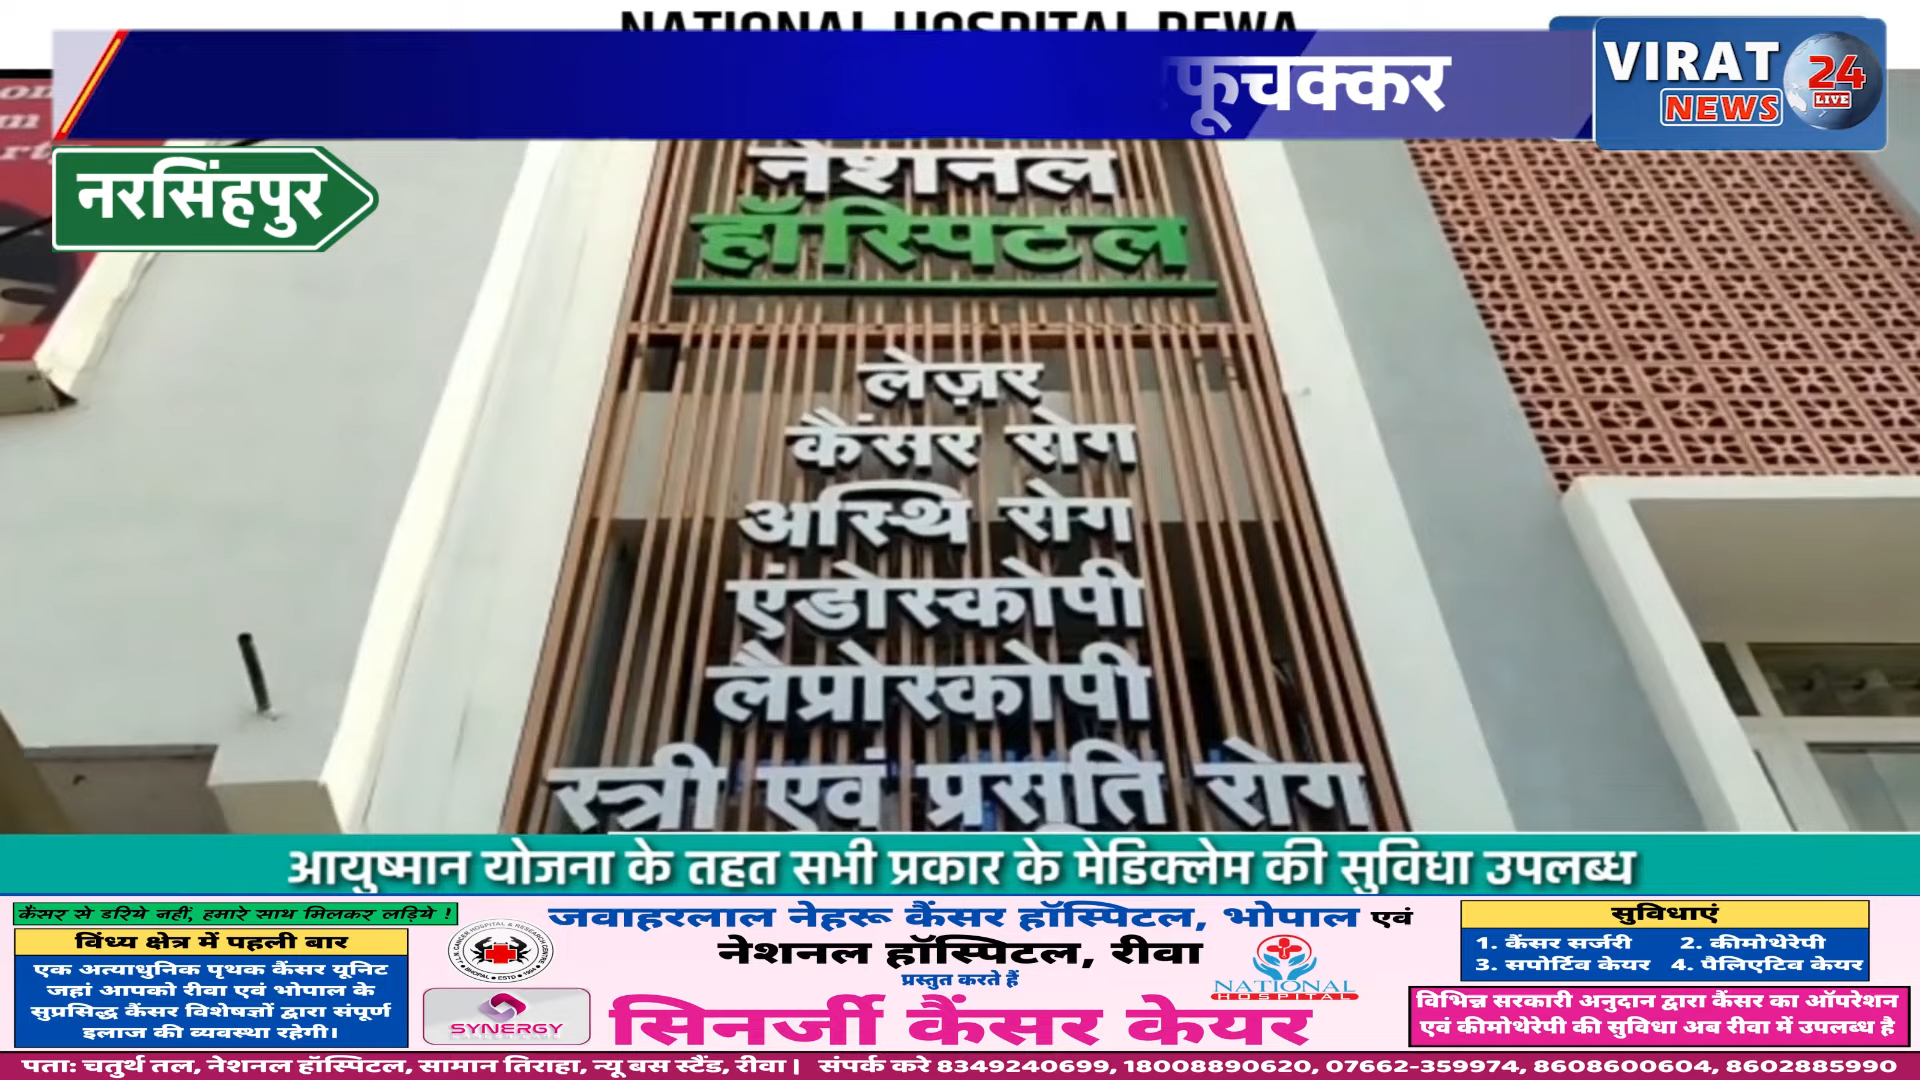 NATIONAL HOSPITAL REWA
फूचक्कर
VIRAT
24
LIVE
NEWS
नरसिंहपुर
नेशनल
हॉस्पिटल
लेज़र
कैंसर रोग
अस्थि रोग
एंडोस्कोपी
लैप्रोस्कोपी
स्त्री एवं प्रसूति रोग
आयुष्मान योजना के तहत सभी प्रकार के मेडिक्लेम की सुविधा उपलब्ध
कैंसर से डरिये नहीं, हमारे साथ मिलकर लड़िये !
विंध्य क्षेत्र में पहली बार
एक अत्याधुनिक पृथक कैंसर यूनिट
जहां आपको रीवा एवं भोपाल के
सुप्रसिद्ध कैंसर विशेषज्ञों द्वारा संपूर्ण
इलाज की व्यवस्था रहेगी।
जवाहरलाल नेहरू कैंसर हॉस्पिटल, भोपाल एवं
नेशनल हॉस्पिटल, रीवा
प्रस्तुत करते हैं
सिनर्जी कैंसर केयर
SYNERGY
NATIONAL
HOSPITAL
सुविधाएं
1. कैंसर सर्जरी 2. कीमोथेरेपी
3. सपोर्टिव केयर 4. पैलिएटिव केयर
विभिन्न सरकारी अनुदान द्वारा कैंसर का ऑपरेशन
एवं कीमोथेरेपी की सुविधा अब रीवा में उपलब्ध है
पता: चतुर्थ तल, नेशनल हॉस्पिटल, सामान तिराहा, न्यू बस स्टैंड, रीवा | संपर्क करे 8349240699, 18008890620, 07662-359974, 8608600604, 8602885990